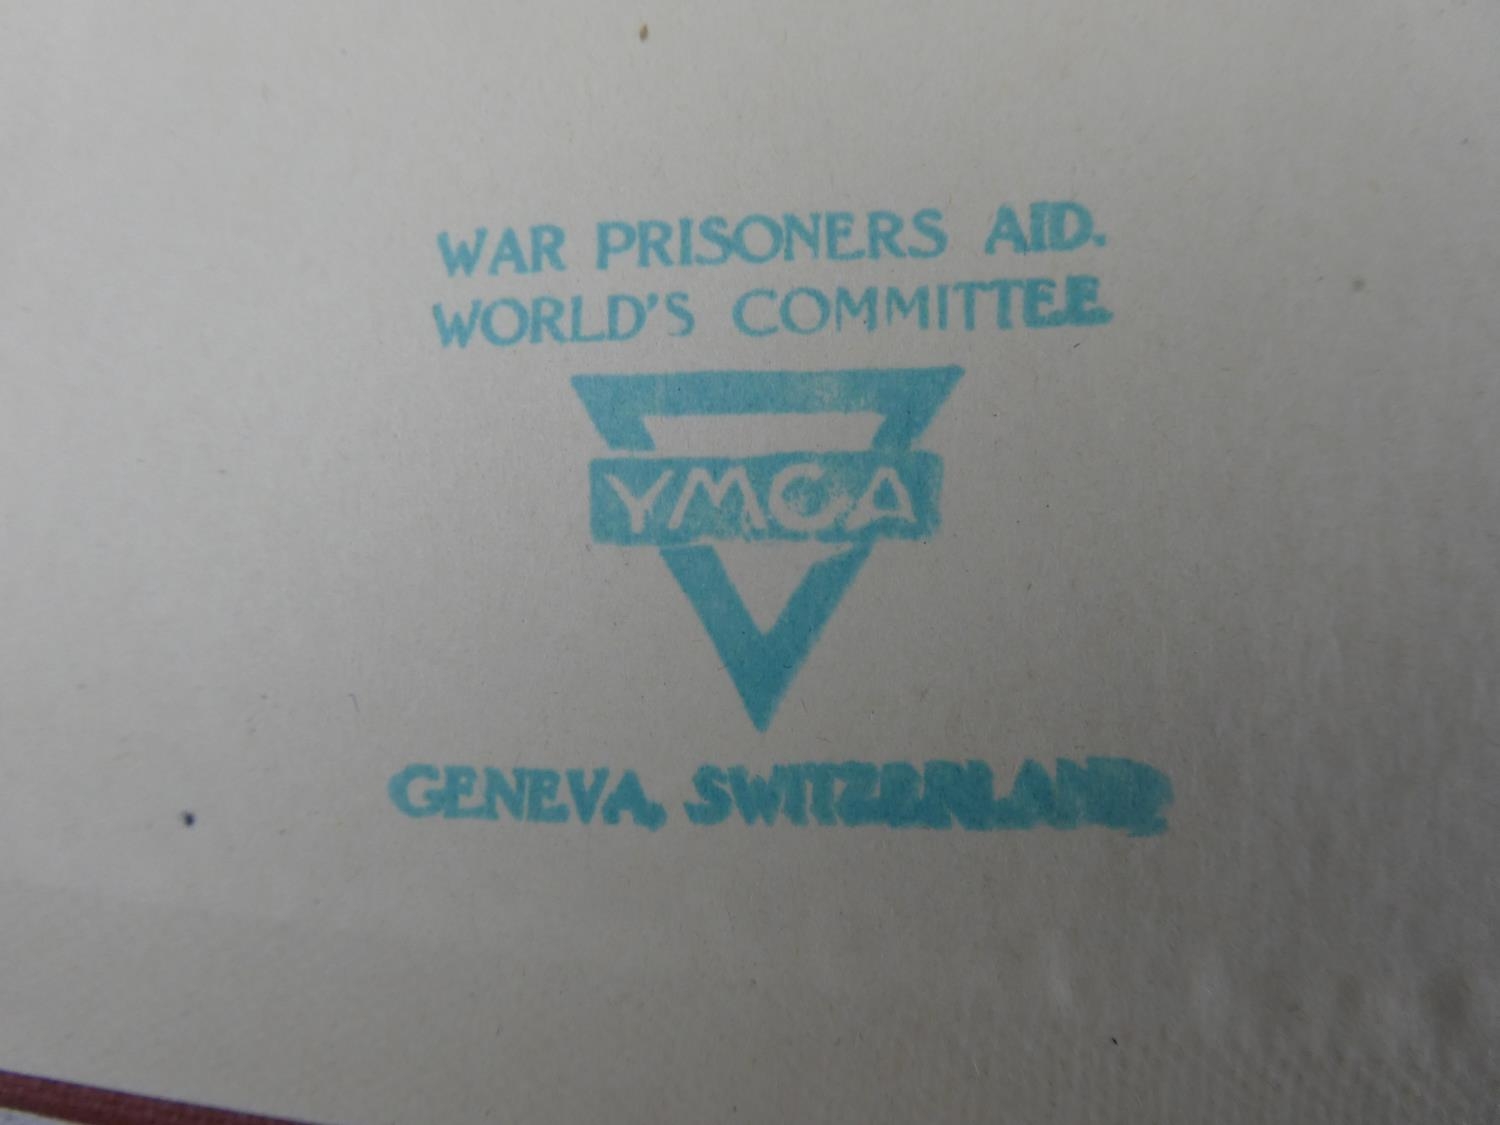 WAR PRISONERS AID.
WORLD'S COMMITTEE
YMCA
GENEVA, SWITZERLAND